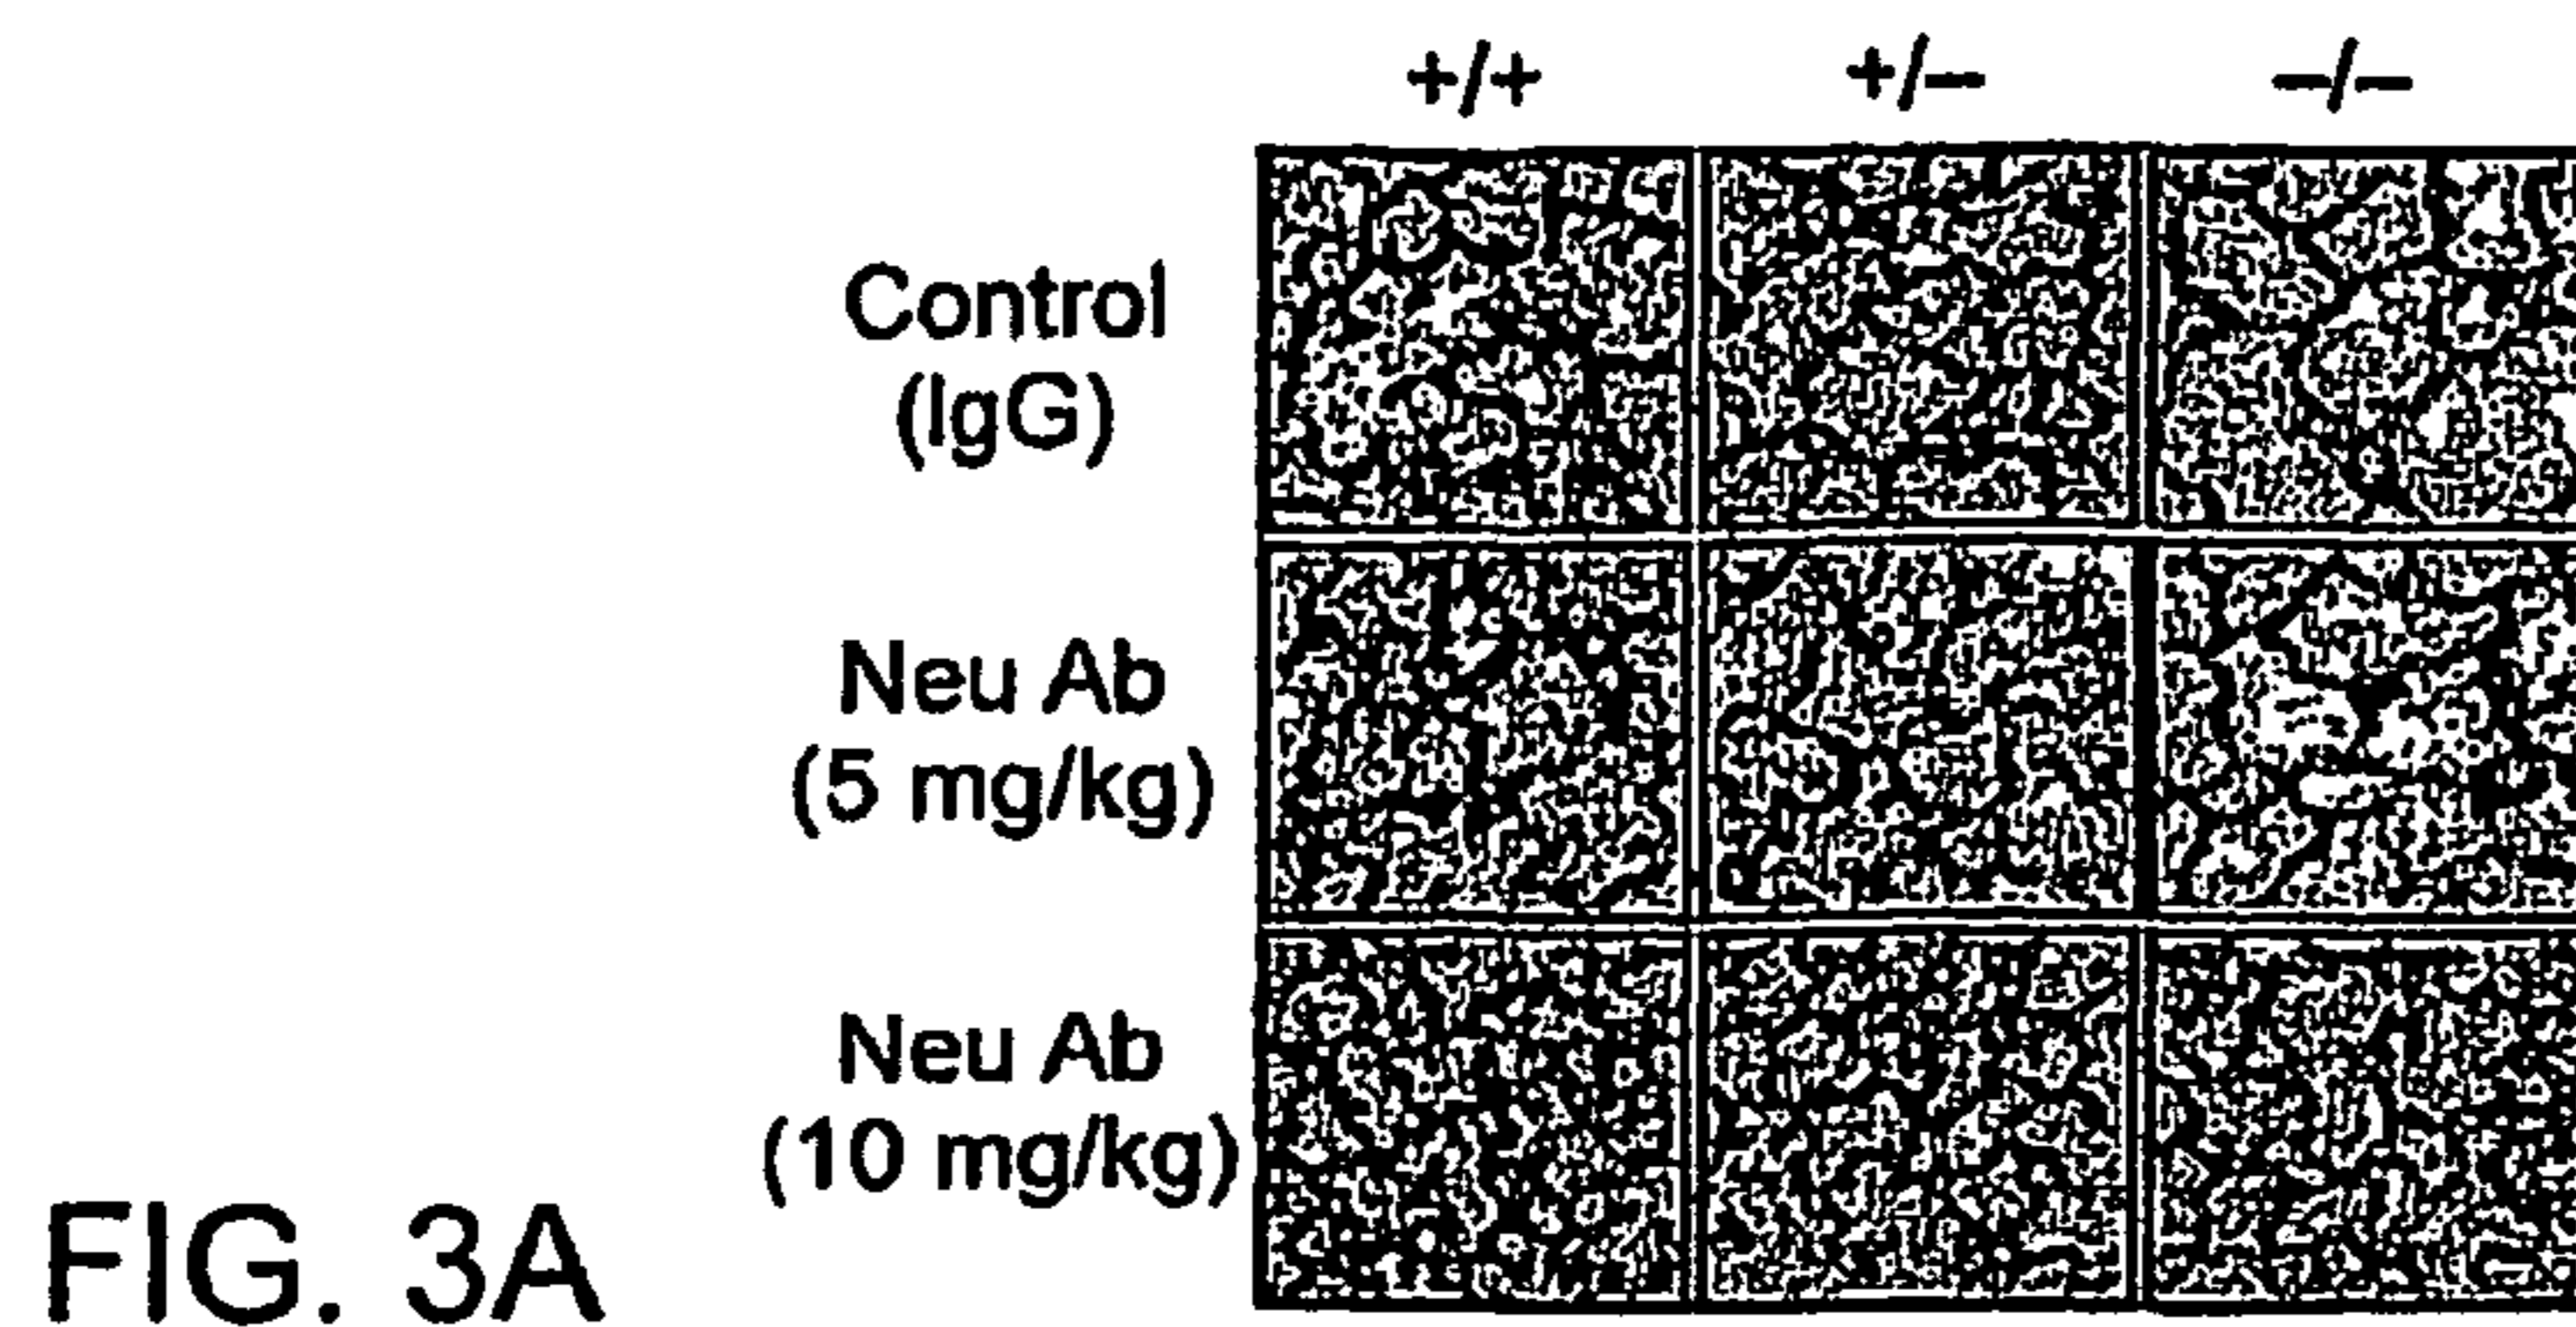 +/+ +/– –/–
Control
(IgG)
Neu Ab
(5 mg/kg)
Neu Ab
(10 mg/kg)
FIG. 3A